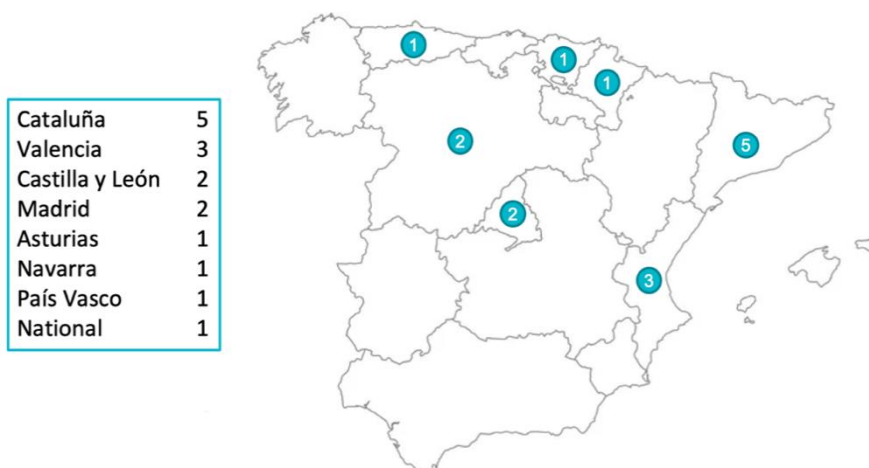 Cataluña 5
Valencia 3
Castilla y León 2
Madrid 2
Asturias 1
Navarra 1
País Vasco 1
National 1
1
1
1
2
5
2
3